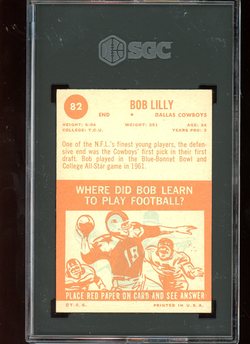 SGC
82
BOB LILLY
END ★ DALLAS COWBOYS
HEIGHT: 6-04 WEIGHT: 251 AGE: 24
COLLEGE: T.C.U. YEARS PRO: 2
One of the N.F.L.'s finest young players, the defen-
sive end was the Cowboys' first pick in their first
draft. Bob played in the Blue-Bonnet Bowl and
College All-Star game in 1961.
WHERE DID BOB LEARN
TO PLAY FOOTBALL?
18
PLACE RED PAPER ON CARD AND SEE ANSWER
©T.C.G. PRINTED IN U.S.A.